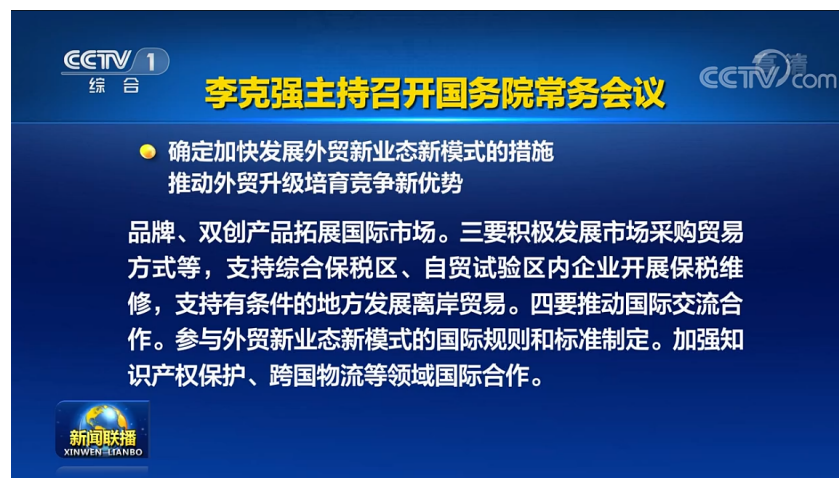 CCTV 1
综合
高清
CCTV.com
李克强主持召开国务院常务会议
确定加快发展外贸新业态新模式的措施
推动外贸升级培育竞争新优势
品牌、双创产品拓展国际市场。三要积极发展市场采购贸易
方式等，支持综合保税区、自贸试验区内企业开展保税维
修，支持有条件的地方发展离岸贸易。四要推动国际交流合
作。参与外贸新业态新模式的国际规则和标准制定。加强知
识产权保护、跨国物流等领域国际合作。
新闻联播
XINWEN LIANBO